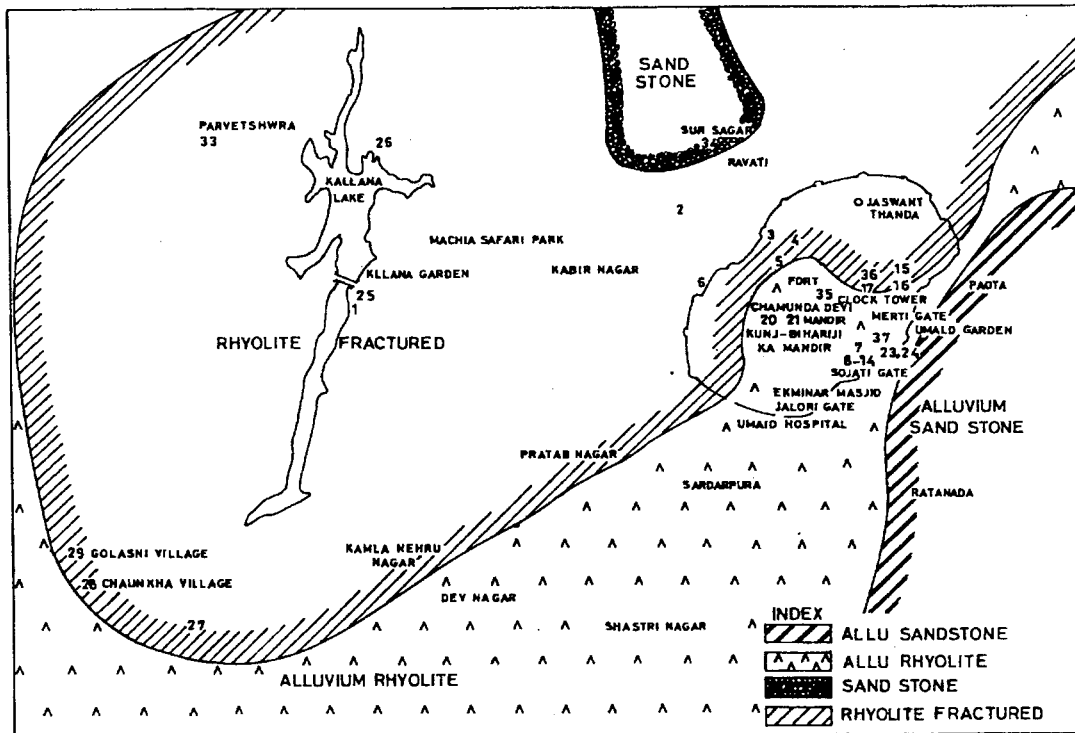 SAND
STONE
PARVETSHWRA
33
26
SUR SAGAR
34
RAVATI
KALLANA
LAKE
O JASWANT
THANDA
2
MACHIA SAFARI PARK
3
4
KABIR NAGAR
KLLANA GARDEN
5
6
FORT
36
15
17
16
PAOTA
25
1
35
CLOCK TOWER
CHAMUNDA DEVI
20 21 MANDIR
MERTI GATE
KUNJ-BIHARIJI
KA MANDIR
37
UMALD GARDEN
RHYOLITE FRACTURED
7
23,24
8-14
SOJATI GATE
EKMINAR MASJID
JALORI GATE
UMAID HOSPITAL
ALLUVIUM
SAND STONE
PRATAB NAGAR
SARDARPURA
RATANADA
29 GOLASNI VILLAGE
KAMLA NEHRU
NAGAR
28 CHAUNKHA VILLAGE
DEV NAGAR
27
SHASTRI NAGAR
ALLUVIUM RHYOLITE
INDEX
ALLU SANDSTONE
ALLU RHYOLITE
SAND STONE
RHYOLITE FRACTURED